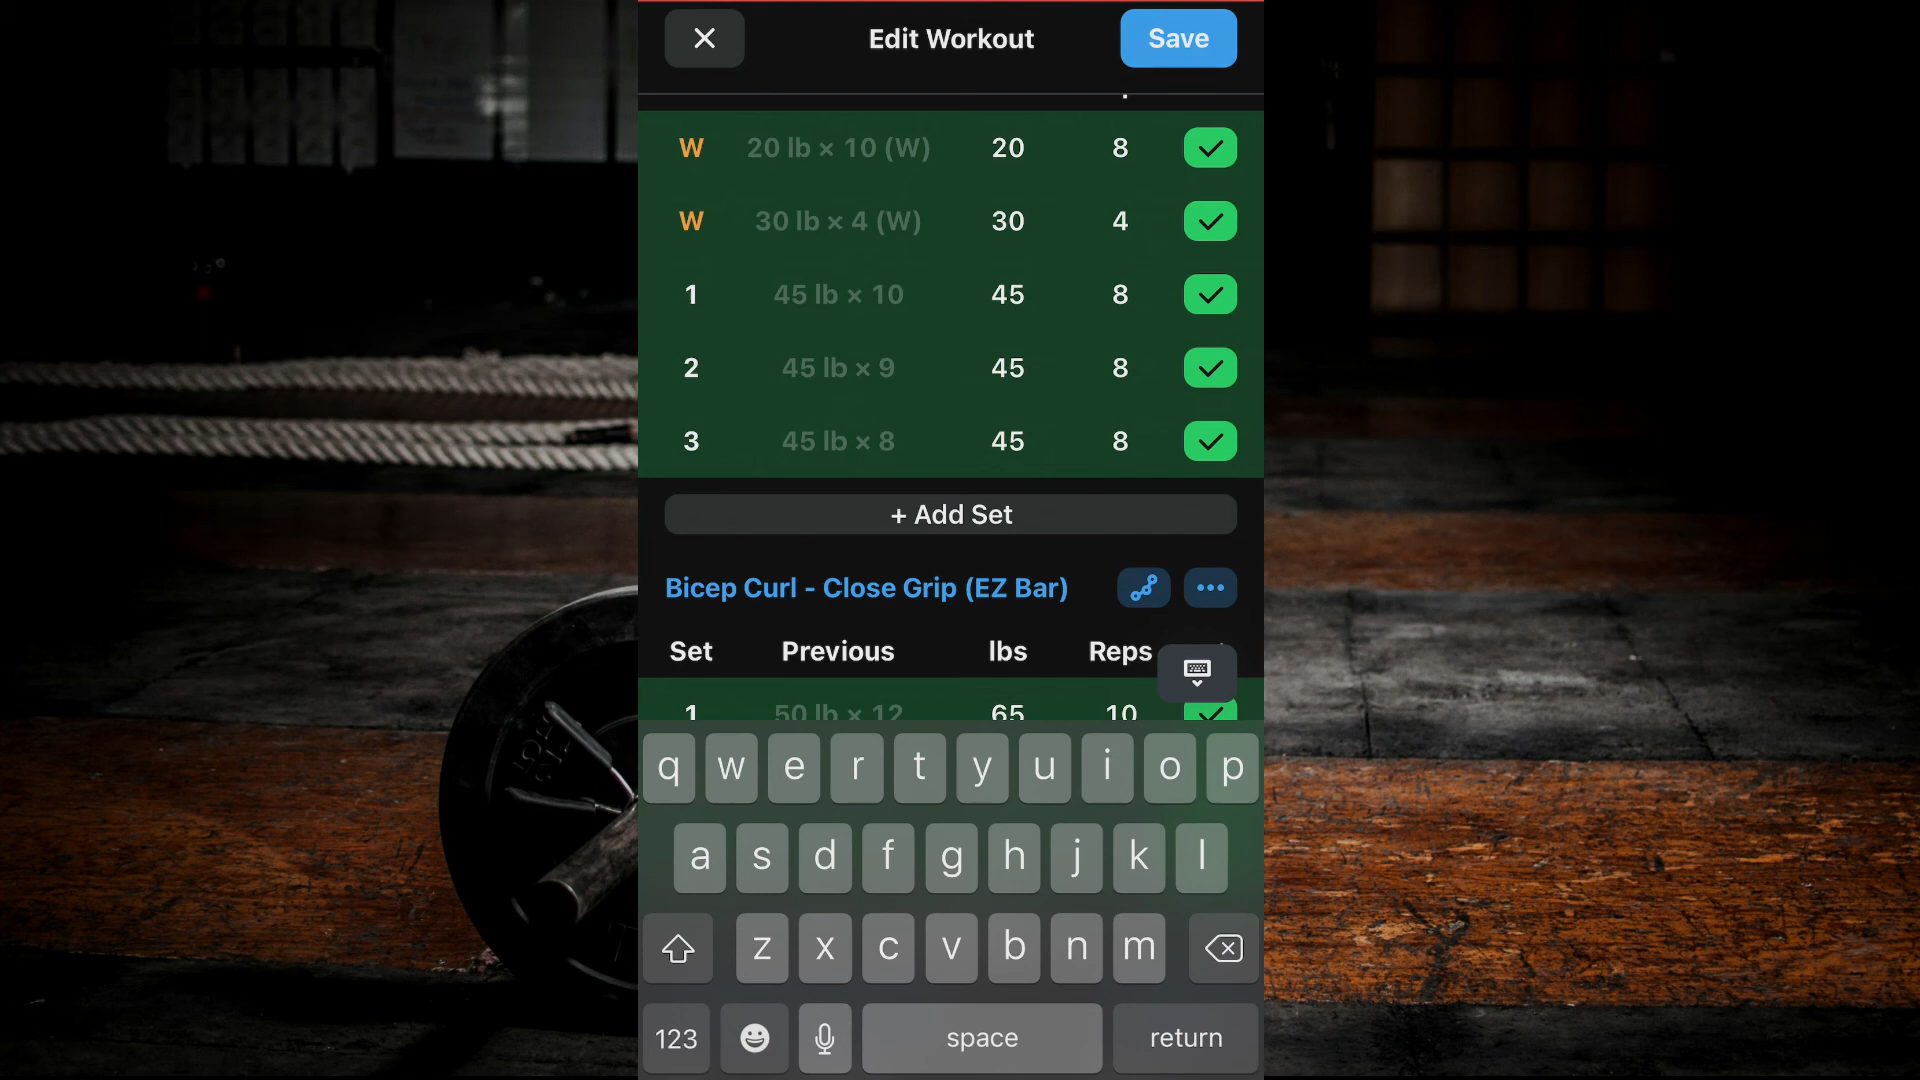 Edit Workout Save
W 20 lb × 10 (W) 20 8
W 30 lb × 4 (W) 30 4
1 45 lb × 10 45 8
2 45 lb × 9 45 8
3 45 lb × 8 45 8
+ Add Set
Bicep Curl - Close Grip (EZ Bar)
Set Previous lbs Reps
1 50 lb × 12 65 10
q w e r t y u i o p
a s d f g h j k l
z x c v b n m
123 space return